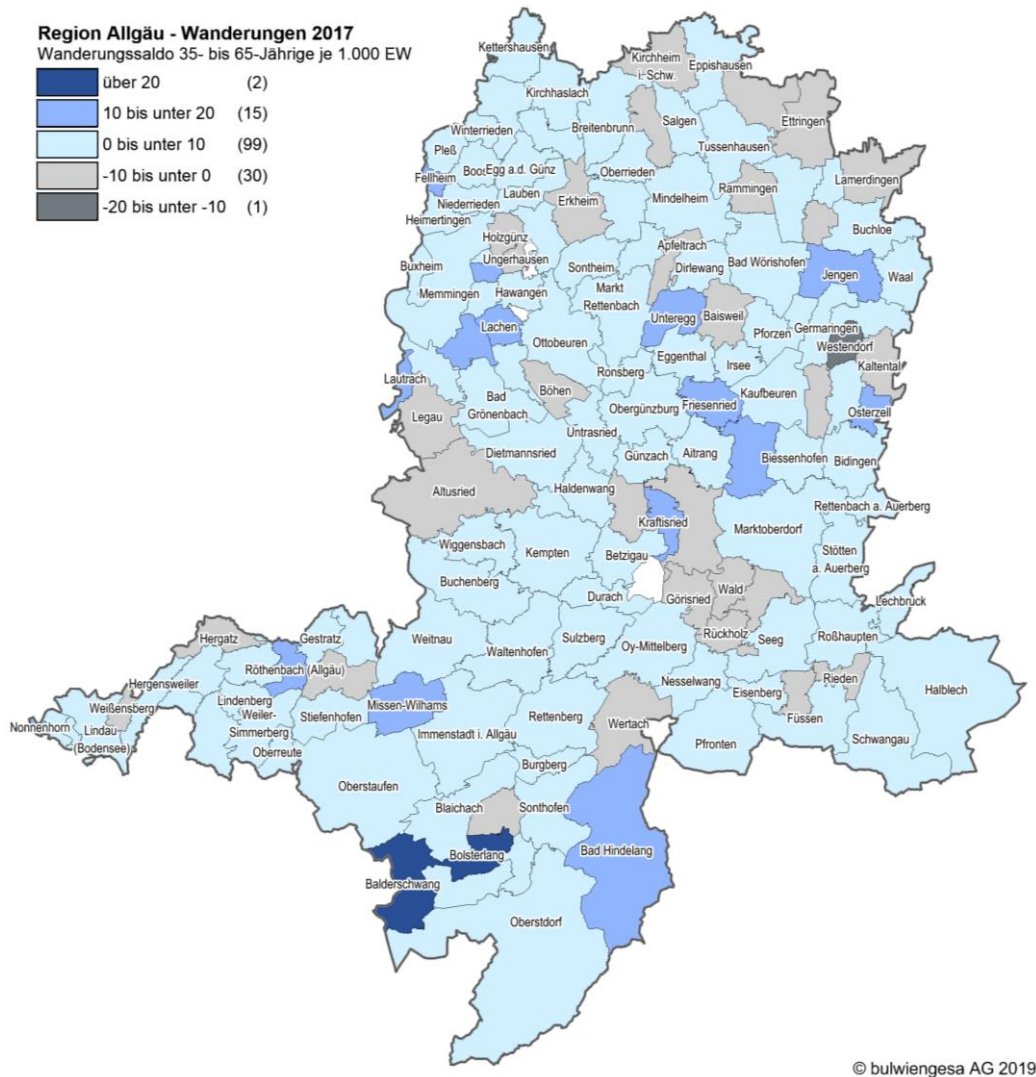 Region Allgäu - Wanderungen 2017
Wanderungssaldo 35- bis 65-Jährige je 1.000 EW
über 20 (2)
10 bis unter 20 (15)
0 bis unter 10 (99)
-10 bis unter 0 (30)
-20 bis unter -10 (1)
Kettershausen
Kirchheim
i. Schw.
Eppishausen
Kirchhaslach
Ettringen
Winterrieden
Breitenbrunn
Salgen
Pleß
Tussenhausen
Boos
Egg a.d. Günz
Oberrieden
Fellheim
Lauben
Erkheim
Mindelheim
Rammingen
Lamerdingen
Niederrieden
Heimertingen
Buchloe
Holzgünz
Apfeltrach
Ungerhausen
Buxheim
Sontheim
Dirlewang
Bad Wörishofen
Jengen
Waal
Memmingen
Hawangen
Markt
Rettenbach
Unteregg
Baisweil
Lachen
Pforzen
Germaringen
Ottobeuren
Westendorf
Eggenthal
Irsee
Kaltental
Ronsberg
Lautrach
Böhen
Kaufbeuren
Bad
Grönenbach
Legau
Obergünzburg
Friesenried
Osterzell
Untrasried
Dietmannsried
Günzach
Aitrang
Biessenhofen
Bidingen
Altusried
Haldenwang
Rettenbach a. Auerberg
Kraftisried
Marktoberdorf
Wiggensbach
Kempten
Betzigau
Stötten
a. Auerberg
Buchenberg
Durach
Görisried
Wald
Lechbruck
Hergatz
Gestratz
Weitnau
Sulzberg
Rückholz
Seeg
Roßhaupten
Waltenhofen
Oy-Mittelberg
Röthenbach (Allgäu)
Hergensweiler
Nesselwang
Rieden
Eisenberg
Halblech
Weißensberg
Lindenberg
Missen-Wilhams
Nonnenhorn
Lindau
(Bodensee)
Weiler-
Simmerberg
Stiefenhofen
Rettenberg
Füssen
Wertach
Immenstadt i. Allgäu
Pfronten
Schwangau
Oberreute
Burgberg
Oberstaufen
Blaichach
Sonthofen
Bolsterlang
Bad Hindelang
Balderschwang
Oberstdorf
© bulwiengesa AG 2019